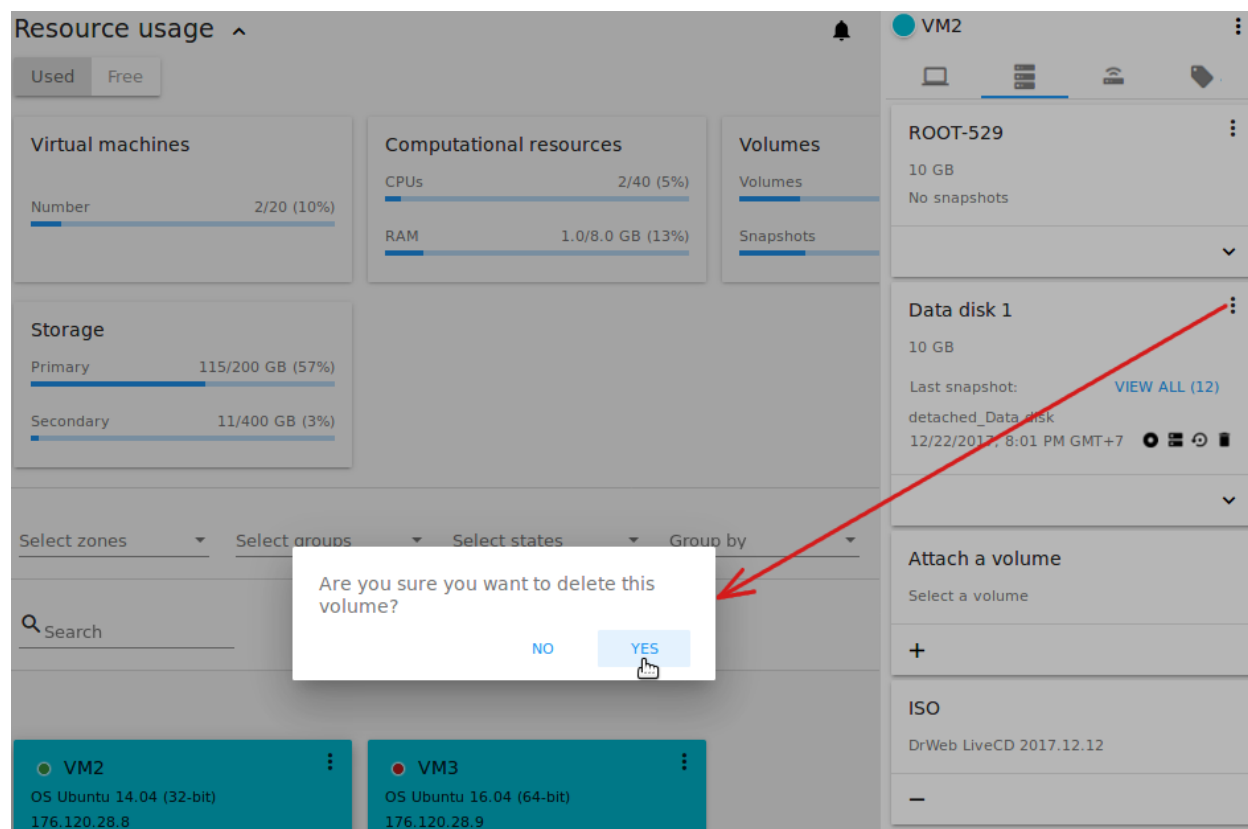 Resource usage
Used Free
Virtual machines
Number 2/20 (10%)
Computational resources
CPUs 2/40 (5%)
RAM 1.0/8.0 GB (13%)
Volumes
Volumes
Snapshots
Storage
Primary 115/200 GB (57%)
Secondary 11/400 GB (3%)
Select zones Select groups Select states Group by
Search
Are you sure you want to delete this
volume?
NO YES
VM2
OS Ubuntu 14.04 (32-bit)
176.120.28.8
VM3
OS Ubuntu 16.04 (64-bit)
176.120.28.9
VM2
ROOT-529
10 GB
No snapshots
Data disk 1
10 GB
Last snapshot: VIEW ALL (12)
detached_Data disk
12/22/2017, 8:01 PM GMT+7
Attach a volume
Select a volume
ISO
DrWeb LiveCD 2017.12.12